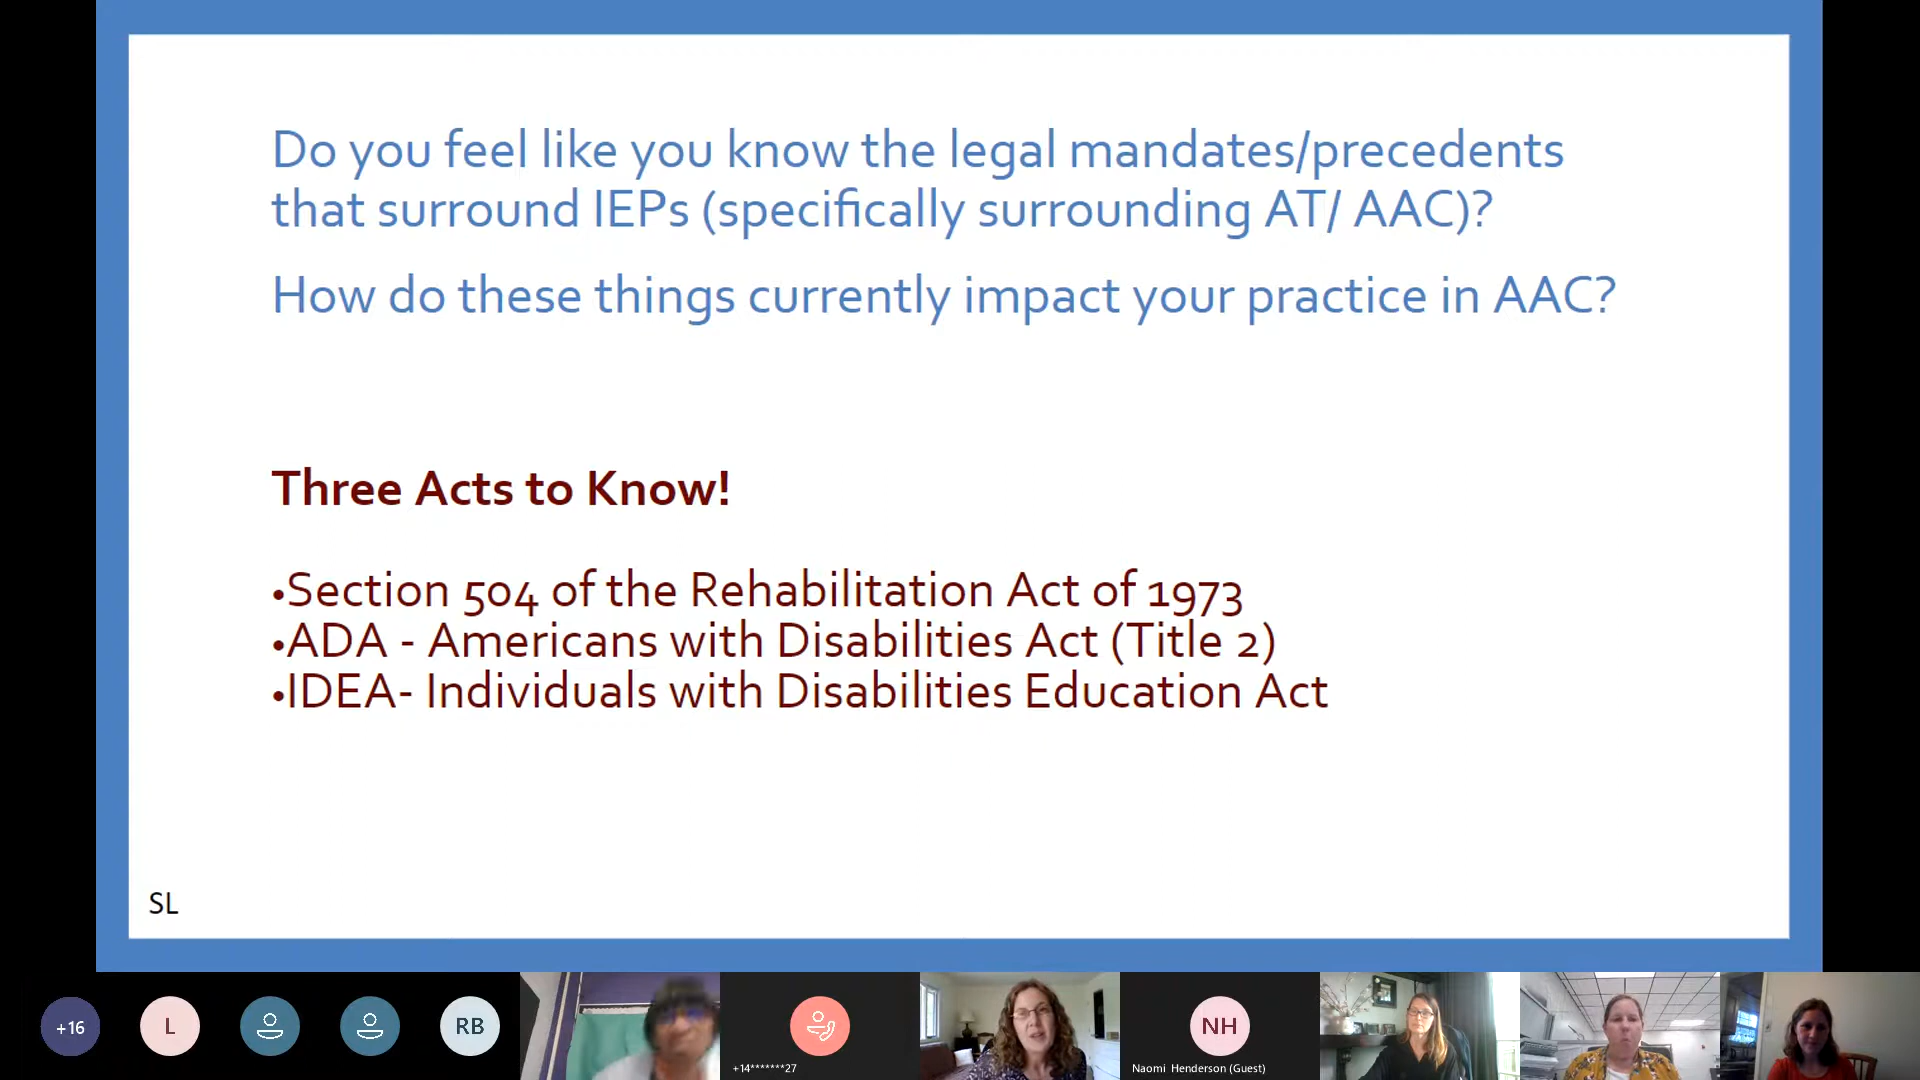 Do you feel like you know the legal mandates/precedents
that surround IEPs (specifically surrounding AT/ AAC)?
How do these things currently impact your practice in AAC?
Three Acts to Know!
•Section 504 of the Rehabilitation Act of 1973
•ADA - Americans with Disabilities Act (Title 2)
•IDEA- Individuals with Disabilities Education Act
SL
+16
L
RB
+14*******27
NH
Naomi Henderson (Guest)